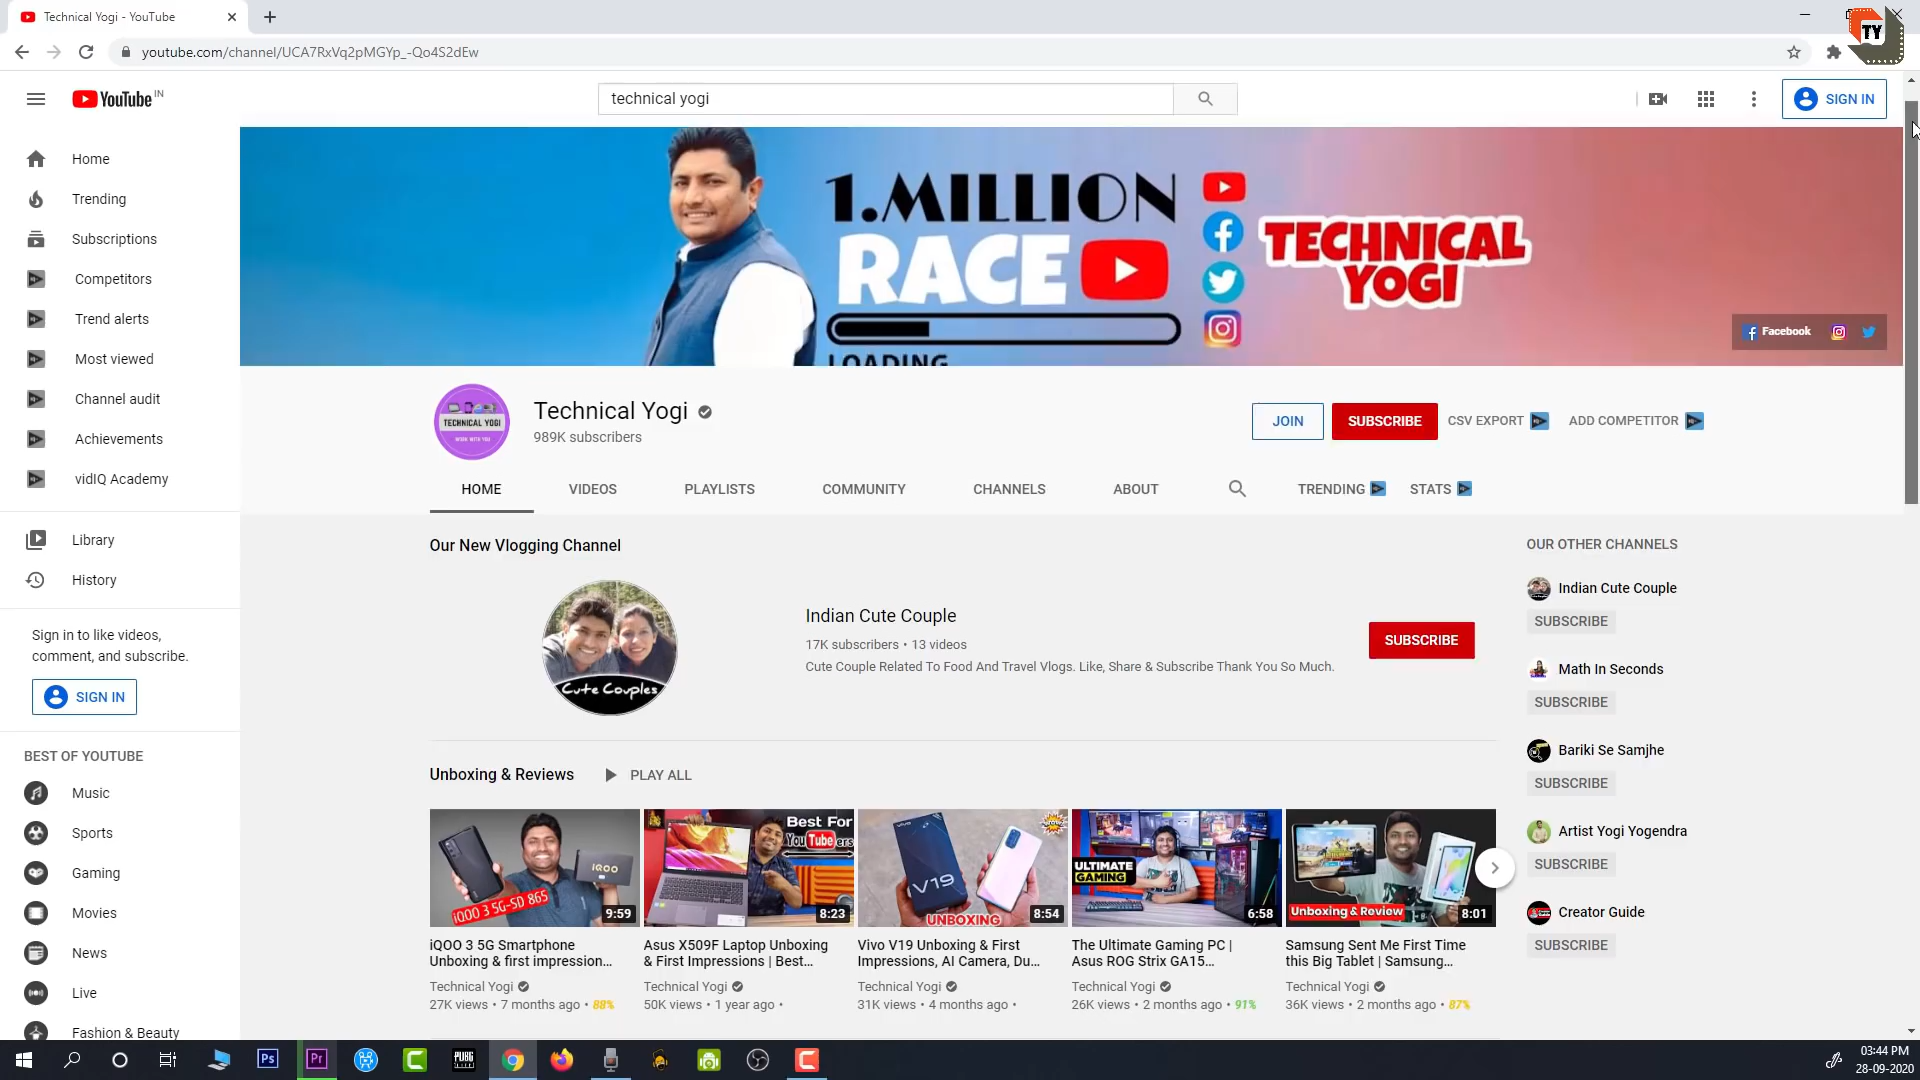 Technical Yogi - YouTube
TY
youtube.com/channel/UCA7RxVq2pMGYp_-Qo4S2dEw
YouTube IN
technical yogi
SIGN IN
Home
Trending
Subscriptions
Competitors
Trend alerts
Most viewed
Channel audit
Achievements
vidIQ Academy
Library
History
Sign in to like videos,
comment, and subscribe.
SIGN IN
BEST OF YOUTUBE
Music
Sports
Gaming
Movies
News
Live
Fashion & Beauty
1.MILLION
RACE
LOADING
TECHNICAL
YOGI
Facebook
TECHNICAL YOGI
WORK WITH YOU
Technical Yogi
989K subscribers
JOIN
SUBSCRIBE
CSV EXPORT
ADD COMPETITOR
HOME
VIDEOS
PLAYLISTS
COMMUNITY
CHANNELS
ABOUT
TRENDING
STATS
Our New Vlogging Channel
Cute Couples
Indian Cute Couple
17K subscribers • 13 videos
Cute Couple Related To Food And Travel Vlogs. Like, Share & Subscribe Thank You So Much.
SUBSCRIBE
Unboxing & Reviews
PLAY ALL
iQOO
iQOO 3 5G-SD 865
9:59
iQOO 3 5G Smartphone
Unboxing & first impression...
Technical Yogi
27K views • 7 months ago • 88%
Best For
YouTubers
8:23
Asus X509F Laptop Unboxing
& First Impressions | Best...
Technical Yogi
50K views • 1 year ago •
V19
UNBOXING
8:54
Vivo V19 Unboxing & First
Impressions, AI Camera, Du...
Technical Yogi
31K views • 4 months ago •
ULTIMATE
GAMING
6:58
The Ultimate Gaming PC |
Asus ROG Strix GA15...
Technical Yogi
26K views • 2 months ago • 91%
Unboxing & Review
8:01
Samsung Sent Me First Time
this Big Tablet | Samsung...
Technical Yogi
36K views • 2 months ago • 87%
OUR OTHER CHANNELS
Indian Cute Couple
SUBSCRIBE
Math In Seconds
SUBSCRIBE
Bariki Se Samjhe
SUBSCRIBE
Artist Yogi Yogendra
SUBSCRIBE
Creator Guide
SUBSCRIBE
Ps
Pr
PUBG
03:44 PM
28-09-2020